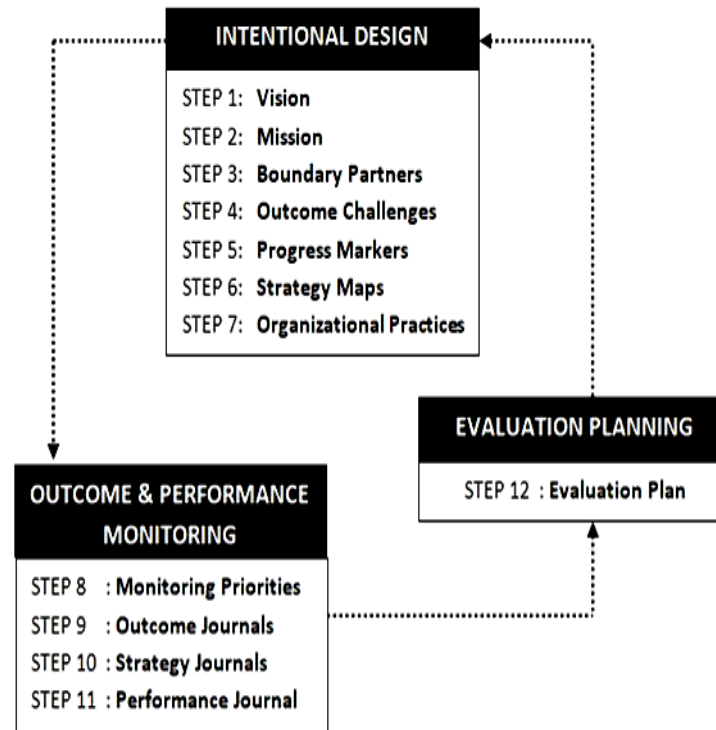 INTENTIONAL DESIGN
STEP 1: Vision
STEP 2: Mission
STEP 3: Boundary Partners
STEP 4: Outcome Challenges
STEP 5: Progress Markers
STEP 6: Strategy Maps
STEP 7: Organizational Practices
EVALUATION PLANNING
STEP 12 : Evaluation Plan
OUTCOME & PERFORMANCE
MONITORING
STEP 8 : Monitoring Priorities
STEP 9 : Outcome Journals
STEP 10 : Strategy Journals
STEP 11 : Performance Journal